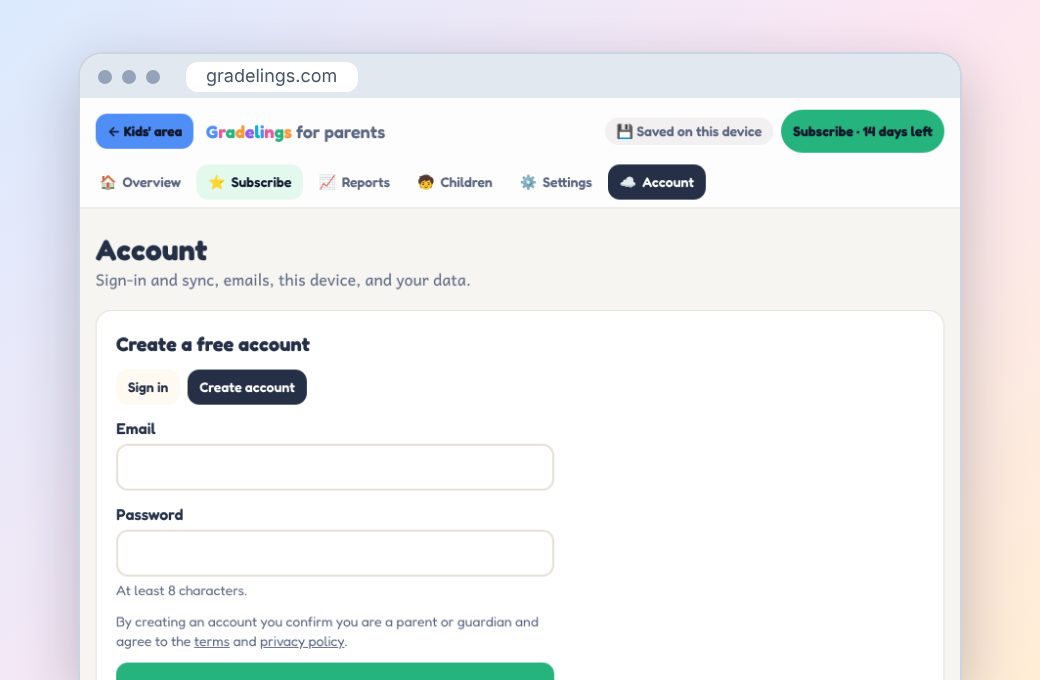 gradelings.com
← Kids' area
Gradelings for parents
💾 Saved on this device
Subscribe · 14 days left
🏠 Overview
⭐ Subscribe
📈 Reports
🧒 Children
⚙️ Settings
☁️ Account
Account
Sign-in and sync, emails, this device, and your data.
Create a free account
Sign in
Create account
Email
Password
At least 8 characters.
By creating an account you confirm you are a parent or guardian and
agree to the terms and privacy policy.